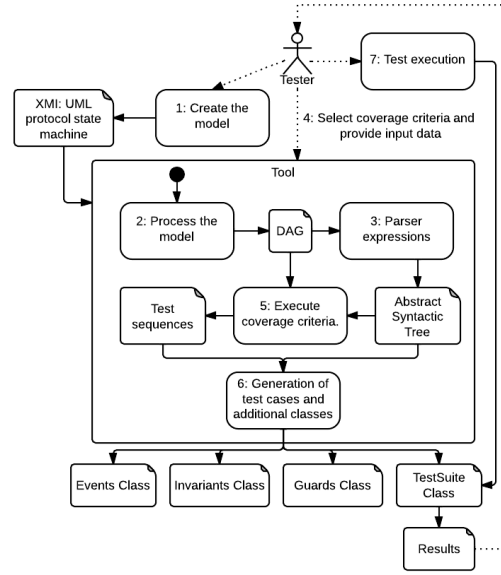 7: Test execution
Tester
XMI: UML
protocol state
machine
1: Create the
model
4: Select coverage criteria and
provide input data
Tool
2: Process the
model
DAG
3: Parser
expressions
Test
sequences
5: Execute
coverage criteria.
Abstract
Syntactic
Tree
6: Generation of
test cases and
additional classes
Events Class
Invariants Class
Guards Class
TestSuite
Class
Results